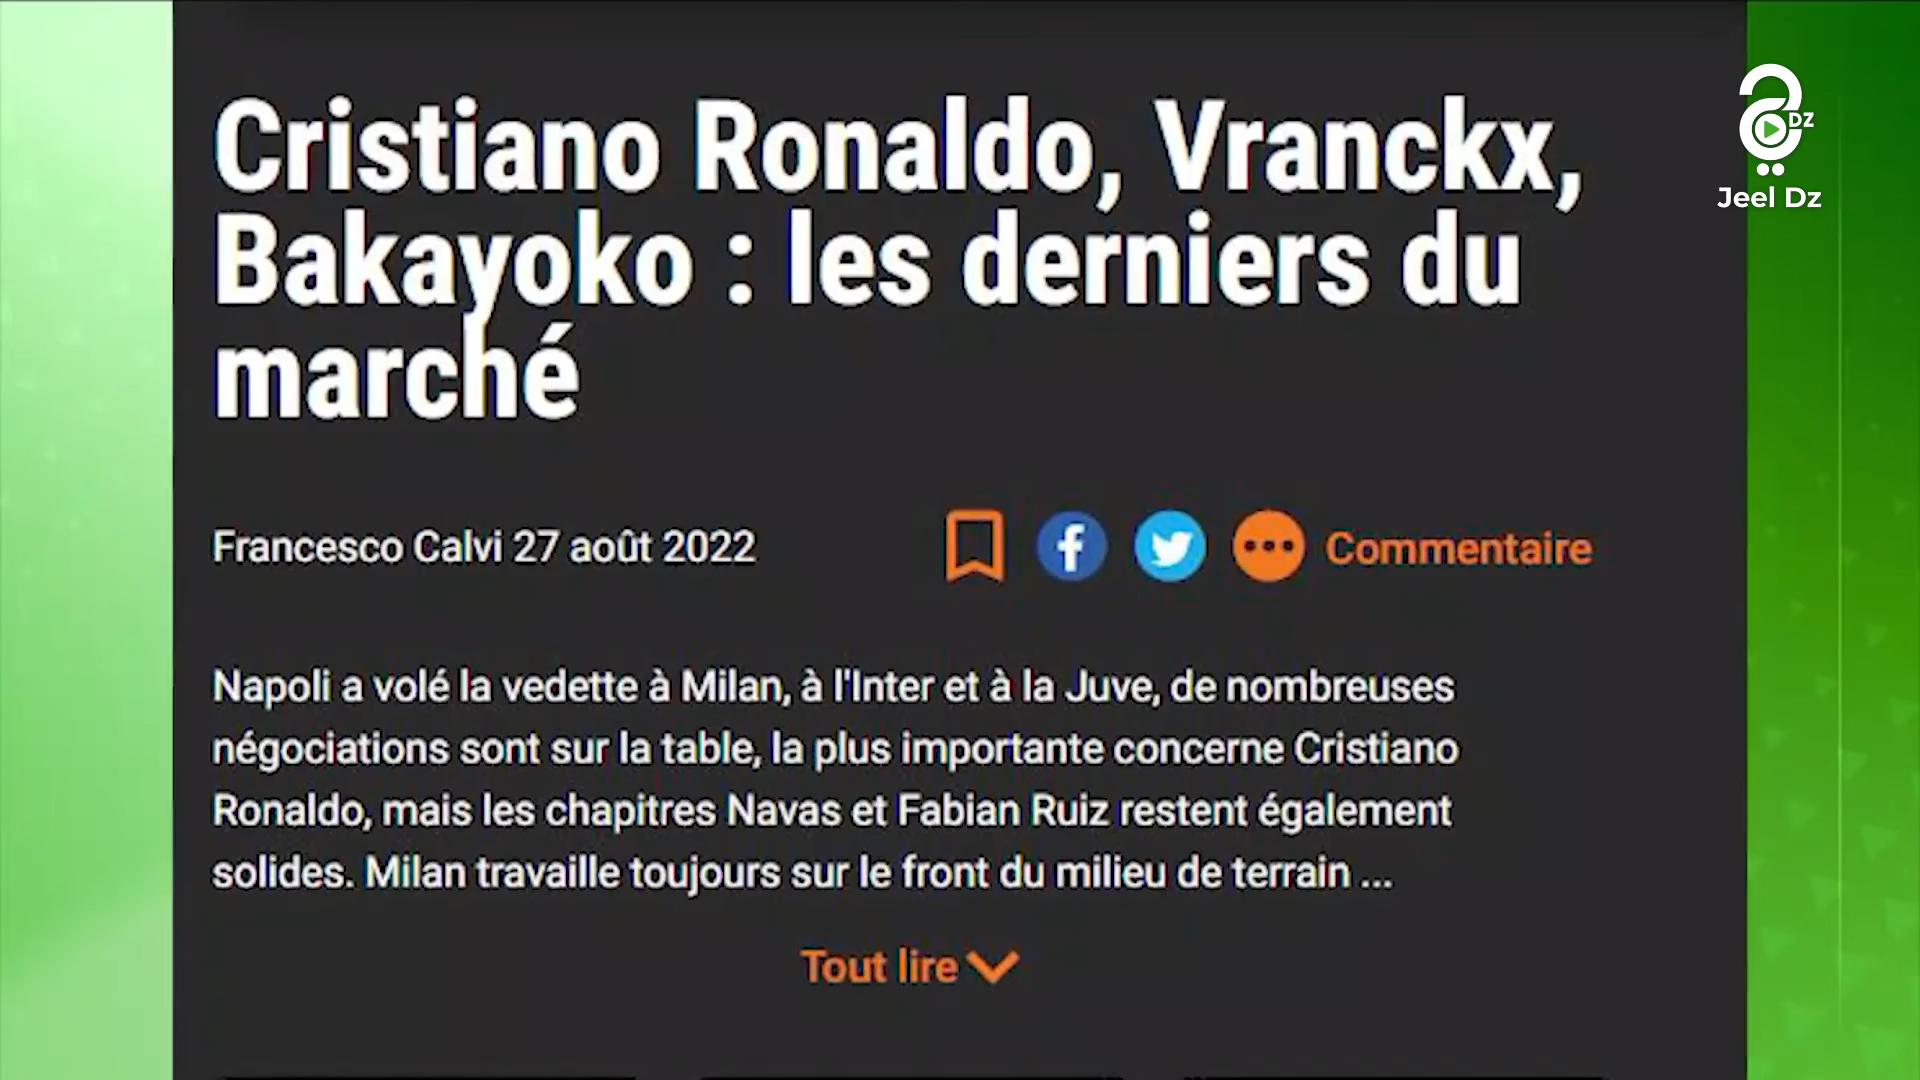 Cristiano Ronaldo, Vranckx,
Bakayoko : les derniers du
marché
Francesco Calvi 27 août 2022
Commentaire
Napoli a volé la vedette à Milan, à l'Inter et à la Juve, de nombreuses
négociations sont sur la table, la plus importante concerne Cristiano
Ronaldo, mais les chapitres Navas et Fabian Ruiz restent également
solides. Milan travaille toujours sur le front du milieu de terrain ...
Tout lire
DZ
Jeel Dz